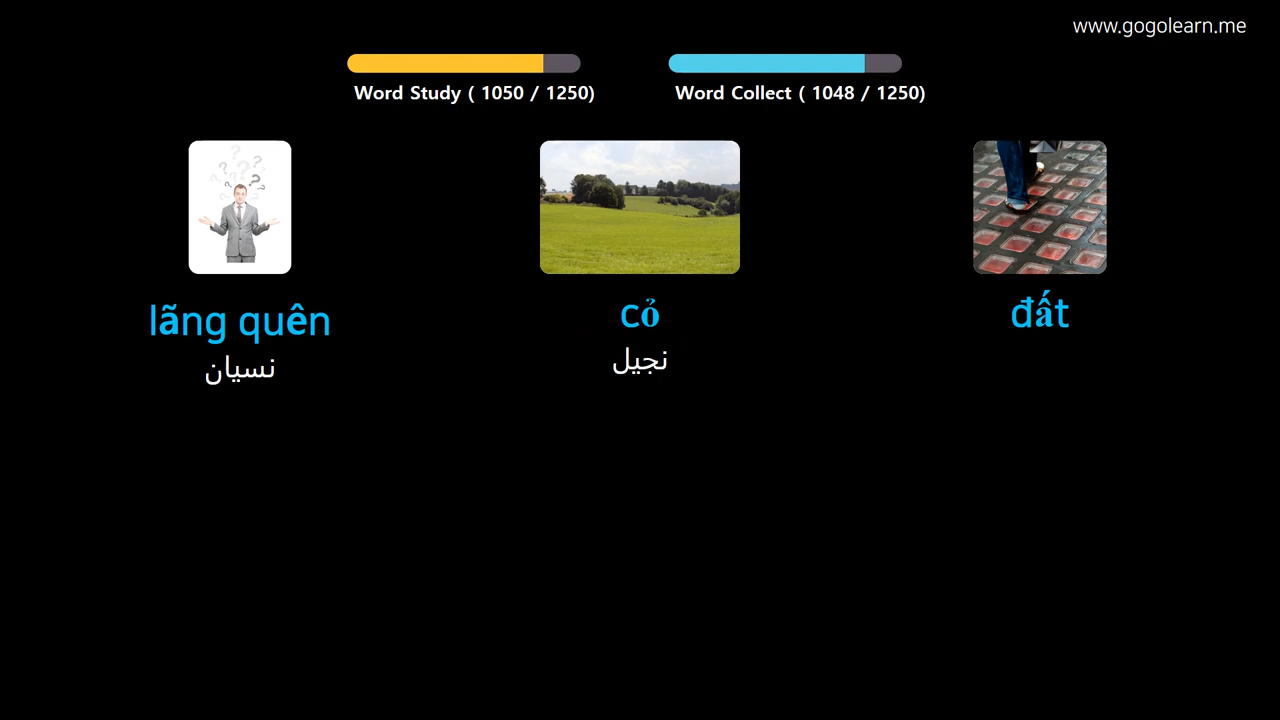 www.gogolearn.me
Word Study ( 1050 / 1250)
Word Collect ( 1048 / 1250)
lãng quên
نسيان
cỏ
نجيل
đất